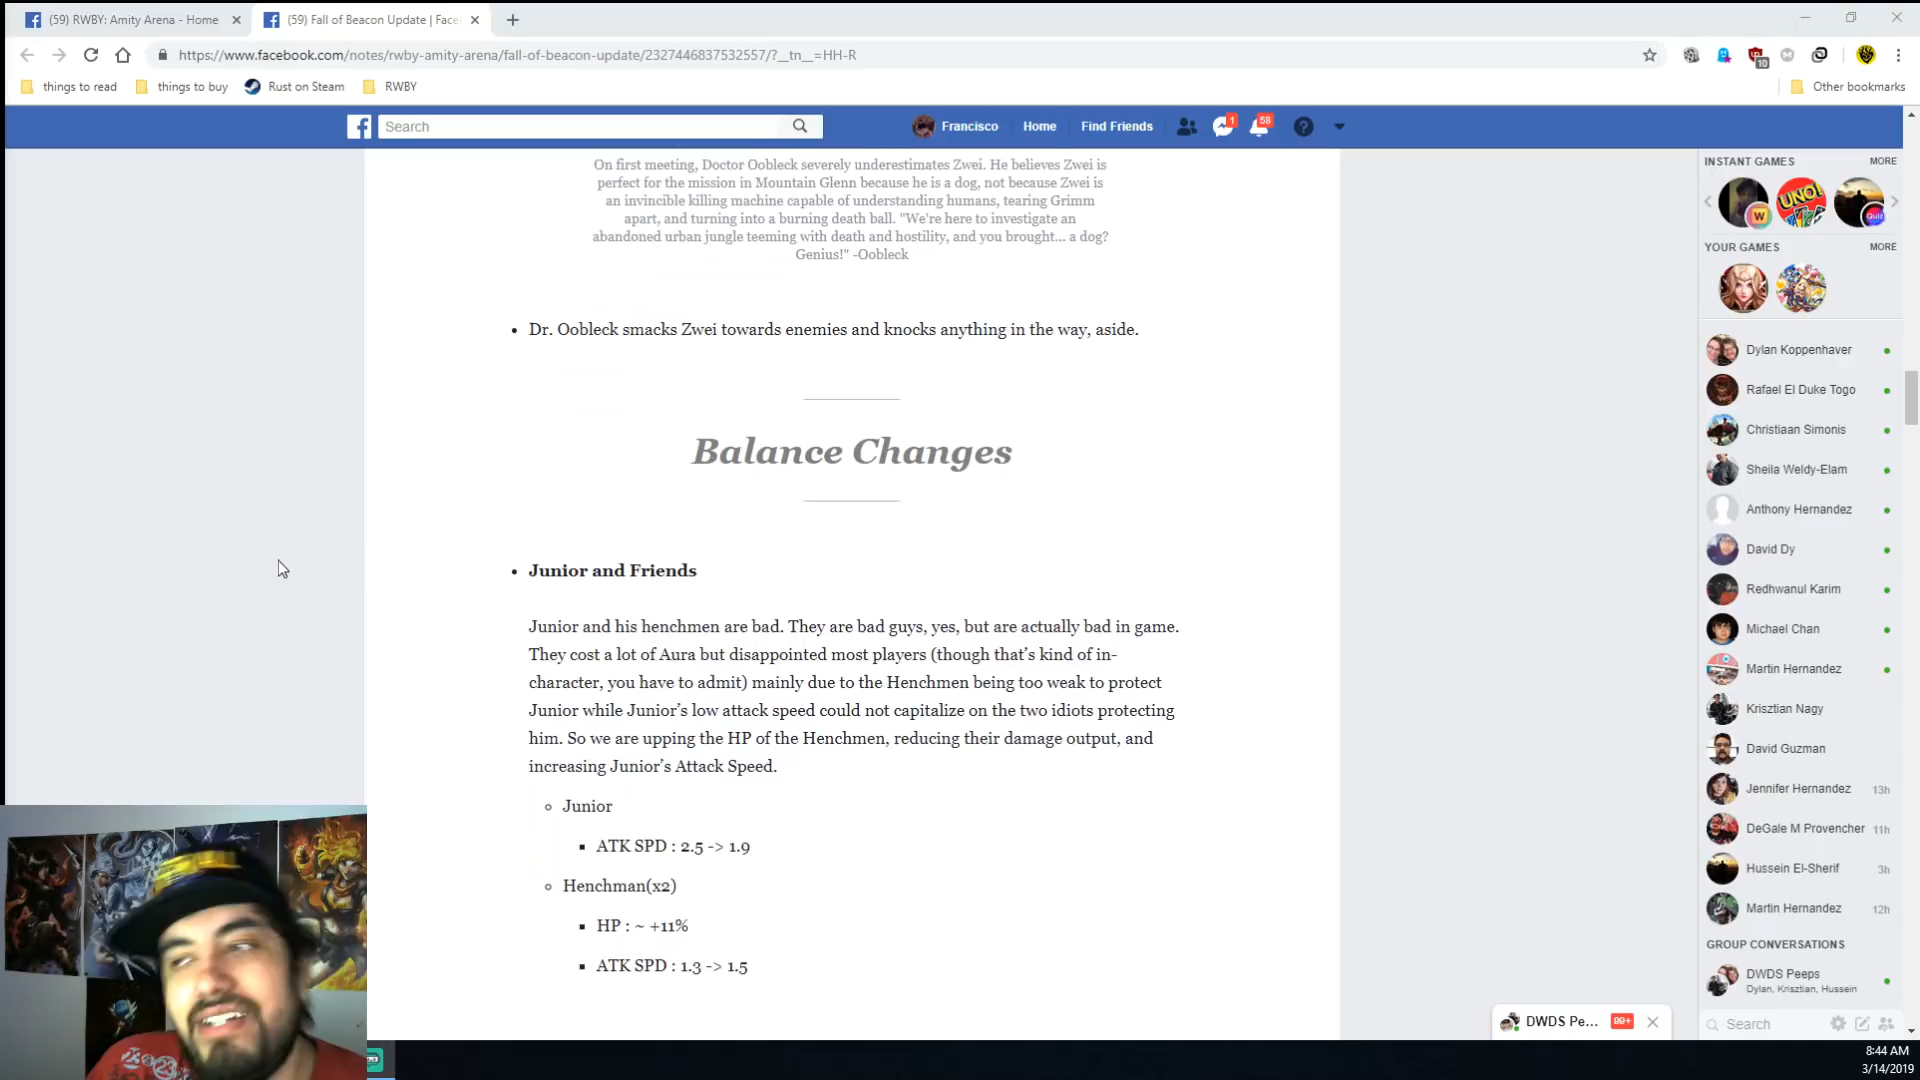 (59) RWBY: Amity Arena - Home
(59) Fall of Beacon Update | Face
https://www.facebook.com/notes/rwby-amity-arena/fall-of-beacon-update/2327446837532557/?__tn__=HH-R
10
things to read
things to buy
Rust on Steam
RWBY
Other bookmarks
Search
Francisco
Home
Find Friends
1
58
On first meeting, Doctor Oobleck severely underestimates Zwei. He believes Zwei is
perfect for the mission in Mountain Glenn because he is a dog, not because Zwei is
an invincible killing machine capable of understanding humans, tearing Grimm
apart, and turning into a burning death ball. "We're here to investigate an
abandoned urban jungle teeming with death and hostility, and you brought... a dog?
Genius!" -Oobleck
• Dr. Oobleck smacks Zwei towards enemies and knocks anything in the way, aside.
Balance Changes
• Junior and Friends
Junior and his henchmen are bad. They are bad guys, yes, but are actually bad in game.
They cost a lot of Aura but disappointed most players (though that's kind of in-
character, you have to admit) mainly due to the Henchmen being too weak to protect
Junior while Junior's low attack speed could not capitalize on the two idiots protecting
him. So we are upping the HP of the Henchmen, reducing their damage output, and
increasing Junior's Attack Speed.
Junior
ATK SPD : 2.5 -> 1.9
Henchman(x2)
HP : ~ +11%
ATK SPD : 1.3 -> 1.5
INSTANT GAMES
MORE
W
UNO!
Quiz
YOUR GAMES
MORE
Dylan Koppenhaver
Rafael El Duke Togo
Christiaan Simonis
Sheila Weldy-Elam
Anthony Hernandez
David Dy
Redhwanul Karim
Michael Chan
Martin Hernandez
Krisztian Nagy
David Guzman
Jennifer Hernandez 13h
DeGale M Provencher 11h
Hussein El-Sherif 3h
Martin Hernandez 12h
GROUP CONVERSATIONS
DWDS Peeps
Dylan, Krisztian, Hussein
DWDS Pe... 99+
Search
8:44 AM
3/14/2019